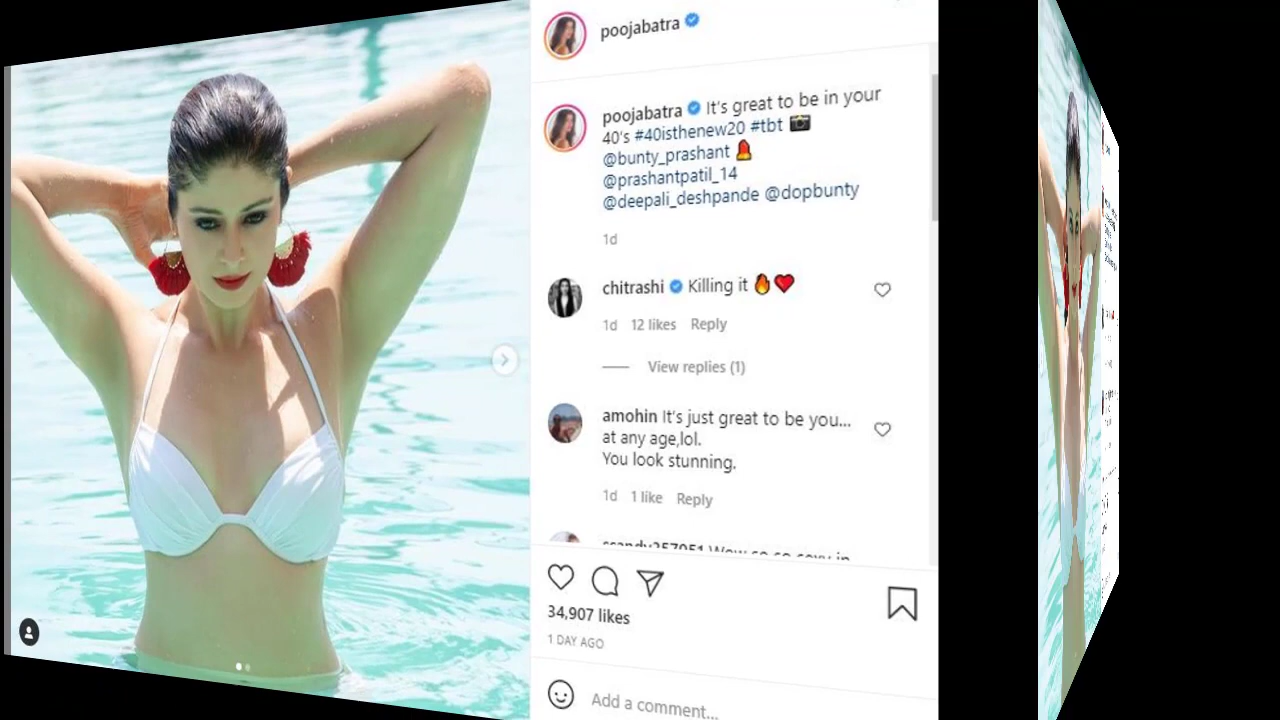 poojabatra
poojabatra It's great to be in your
40's #40isthenew20 #tbt
@bunty_prashant
@prashantpatil_14
@deepali_deshpande @dopbunty
1d
chitrashi Killing it
1d 12 likes Reply
View replies (1)
amohin It's just great to be you...
at any age,lol.
You look stunning.
1d 1 like Reply
34,907 likes
1 DAY AGO
Add a comment...